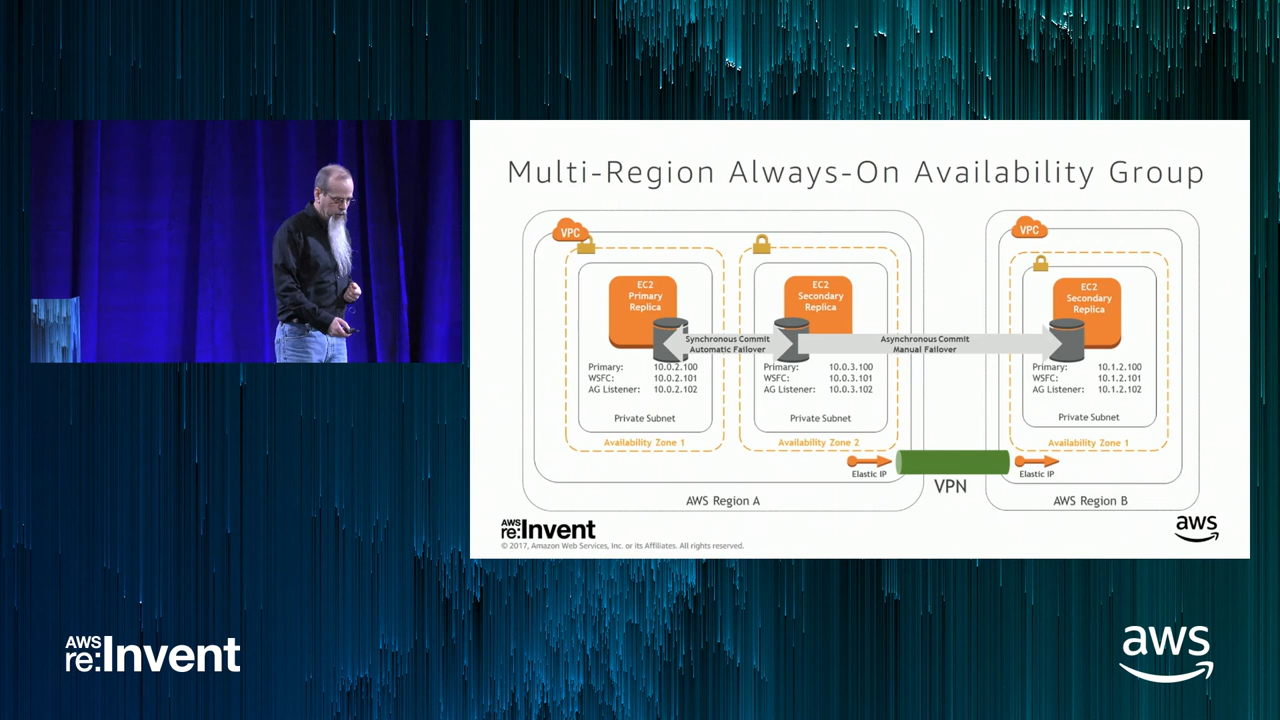 Multi-Region Always-On Availability Group
VPC
EC2
Primary
Replica
EC2
Secondary
Replica
VPC
EC2
Secondary
Replica
Synchronous Commit
Automatic Failover
Asynchronous Commit
Manual Failover
Primary: 10.0.2.100
WSFC: 10.0.2.101
AG Listener: 10.0.2.102
Private Subnet
Availability Zone 1
Primary: 10.0.3.100
WSFC: 10.0.3.101
AG Listener: 10.0.3.102
Private Subnet
Availability Zone 2
Primary: 10.1.2.100
WSFC: 10.1.2.101
AG Listener: 10.1.2.102
Private Subnet
Availability Zone 1
Elastic IP
VPN
Elastic IP
AWS Region A
AWS Region B
AWS
re:Invent
© 2017, Amazon Web Services, Inc. or its Affiliates. All rights reserved.
aws
AWS
re:Invent
aws